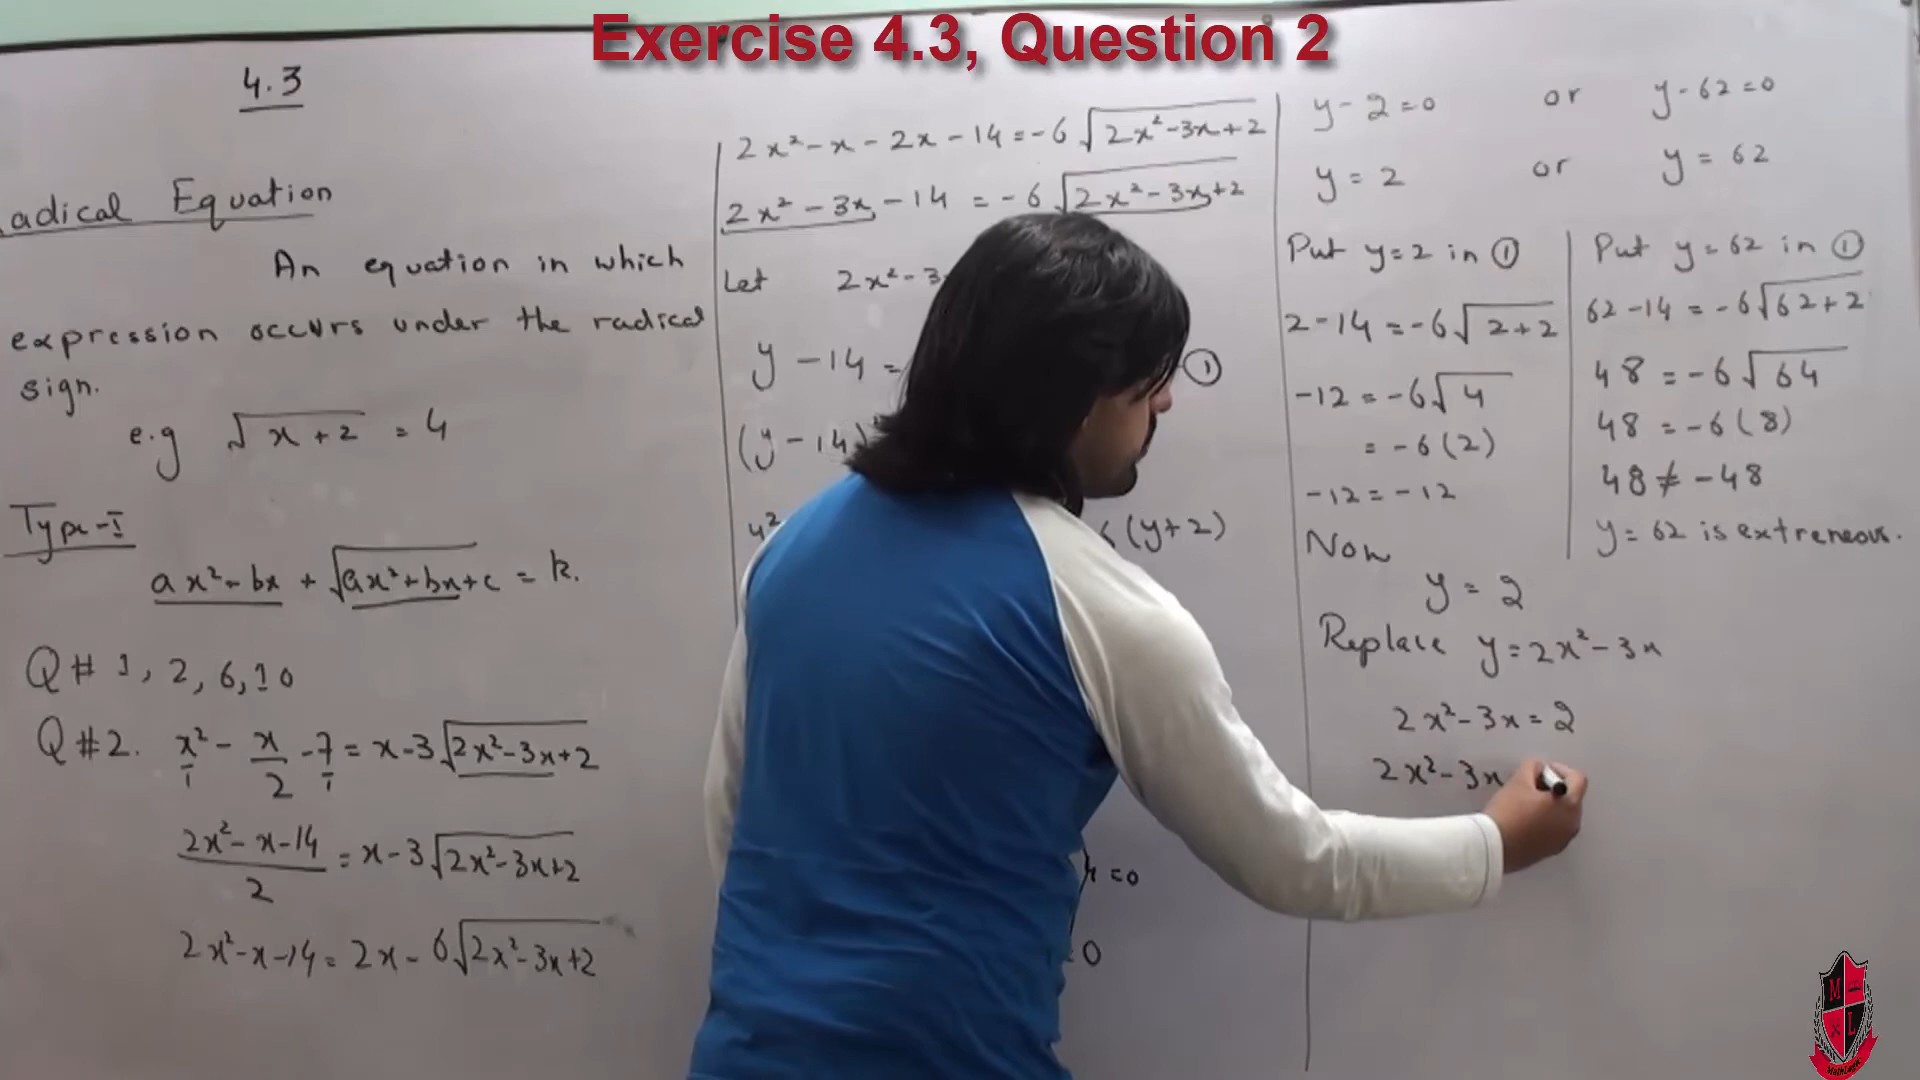 Exercise 4.3, Question 2
4.3
adical Equation
An equation in which
expression occurs under the radical
sign.
e.g √(x+2) = 4
Type-I
ax²-bx + √(ax²+bx+c) = k.
Q# 1, 2, 6, 10
Q#2. x²/1 - x/2 - 7/1 = x-3√(2x²-3x+2)
(2x²-x-14)/2 = x-3√(2x²-3x+2)
2x²-x-14 = 2x-6√(2x²-3x+2)
2x²-x-2x-14 = -6√(2x²-3x+2)
2x²-3x-14 = -6√(2x²-3x+2)
Let 2x²-3
y-14 = ①
(y-14)
(y+2)
=0
0
y-2=0 or y-62=0
y=2 or y=62
Put y=2 in ①
2-14 = -6√(2+2)
-12 = -6√4
= -6(2)
-12 = -12
Put y=62 in ①
62-14 = -6√(62+2)
48 = -6√64
48 = -6(8)
48 ≠ -48
y=62 is extreneous.
Now
y=2
Replace y=2x²-3x
2x²-3x=2
2x²-3x
M
L
MathLogic